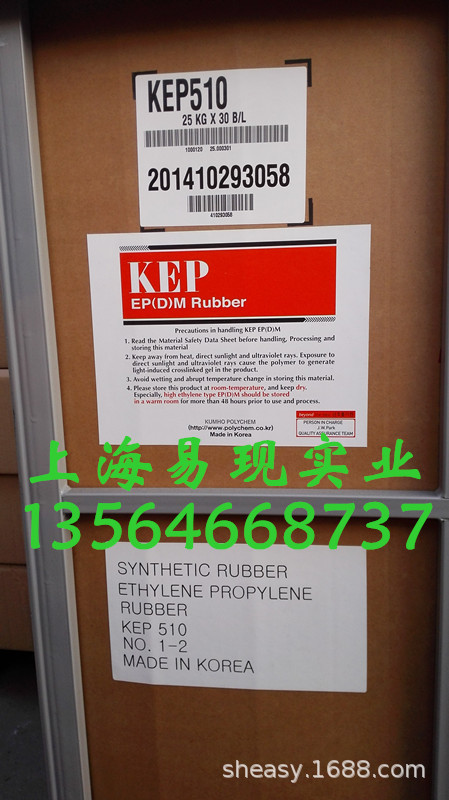 KEP510
25 KG X 30 B/L
1000120 25.000301
201410293058
410293058
KEP
EP(D)M Rubber
Precautions in handling KEP EP(D)M
1. Read the Material Safety Data Sheet before handling, Processing and
storing this material
2. Keep away from heat, direct sunlight and ultraviolet rays. Exposure to
direct sunlight and ultraviolet rays cause the polymer to generate
light-induced crosslinked gel in the product.
3. Avoid wetting and abrupt temperature change in storing this material.
4. Please store this product at room-temperature, and keep dry.
Especially, high ethylene type EP(D)M should be stored
in a warm room for more than 48 hours prior to use and process.
KUMHO POLYCHEM
(http://www.polychem.co.kr)
Made in Korea
beyond
PERSON IN CHARGE
J.W.Park
QUALITY ASSURANCE TEAM
上海易现实业
13564668737
SYNTHETIC RUBBER
ETHYLENE PROPYLENE
RUBBER
KEP 510
NO. 1-2
MADE IN KOREA
sheasy.1688.com